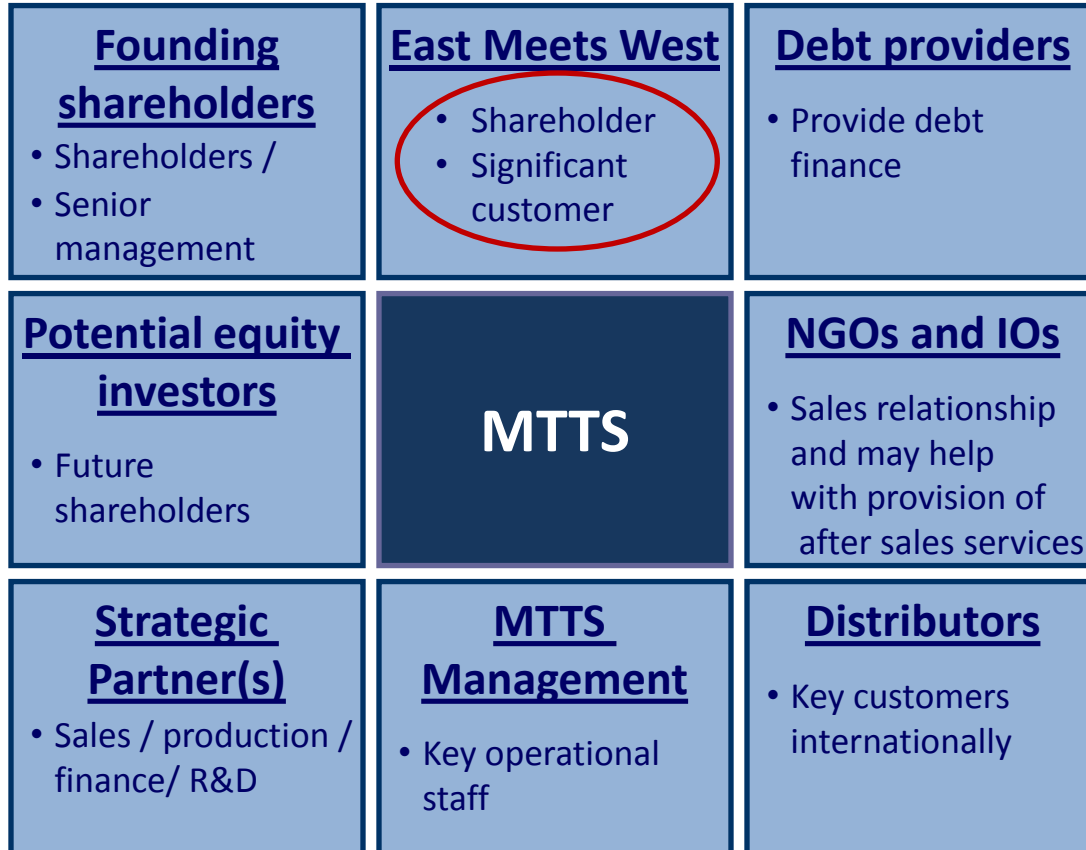 Founding
shareholders
• Shareholders /
• Senior
management
East Meets West
• Shareholder
• Significant
customer
Debt providers
• Provide debt
finance
Potential equity
investors
• Future
shareholders
MTTS
NGOs and IOs
• Sales relationship
and may help
with provision of
after sales services
Strategic
Partner(s)
• Sales / production /
finance/ R&D
MTTS
Management
• Key operational
staff
Distributors
• Key customers
internationally